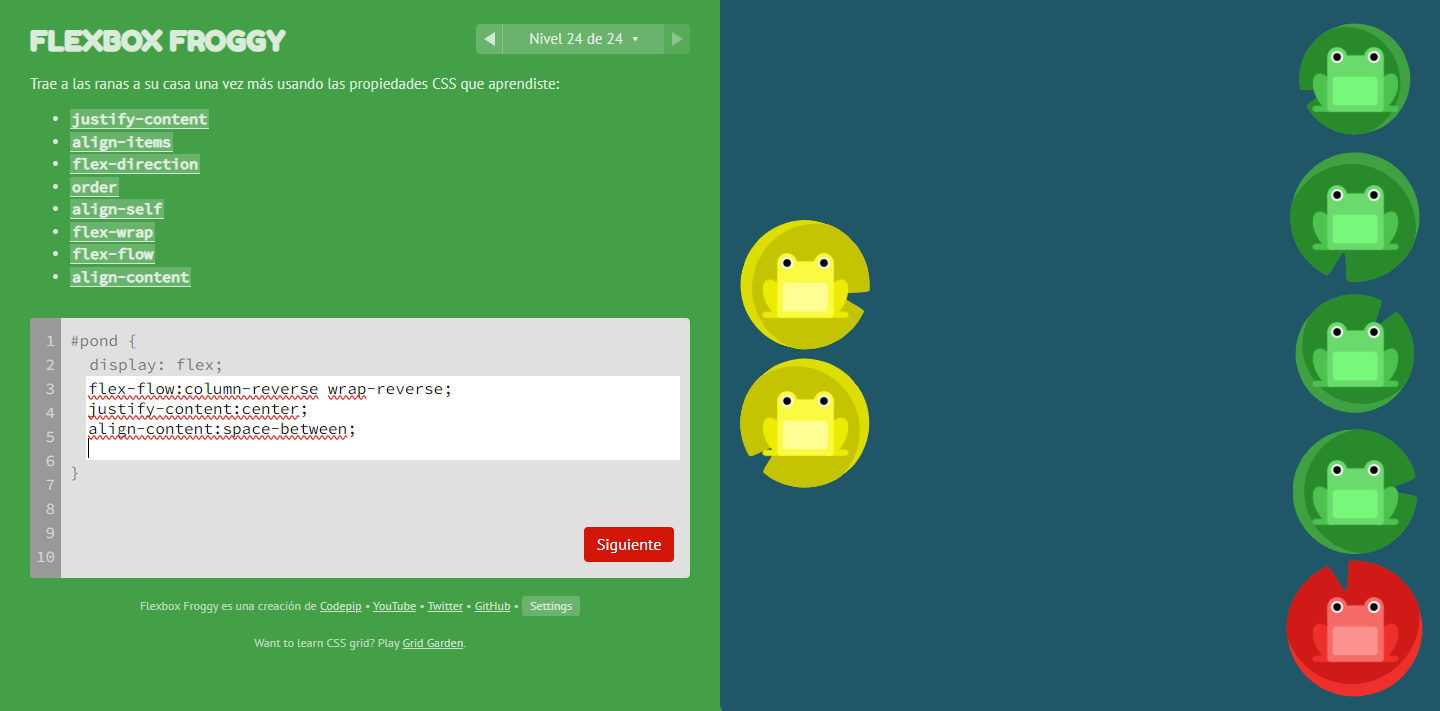 FLEXBOX FROGGY
◀ Nivel 24 de 24 ▾ ▶
Trae a las ranas a su casa una vez más usando las propiedades CSS que aprendiste:
• justify-content
• align-items
• flex-direction
• order
• align-self
• flex-wrap
• flex-flow
• align-content
1 #pond {
2 display: flex;
3 flex-flow:column-reverse wrap-reverse;
4 justify-content:center;
5 align-content:space-between;
6
7 }
8
9
10
Siguiente
Flexbox Froggy es una creación de Codepip • YouTube • Twitter • GitHub • Settings
Want to learn CSS grid? Play Grid Garden.